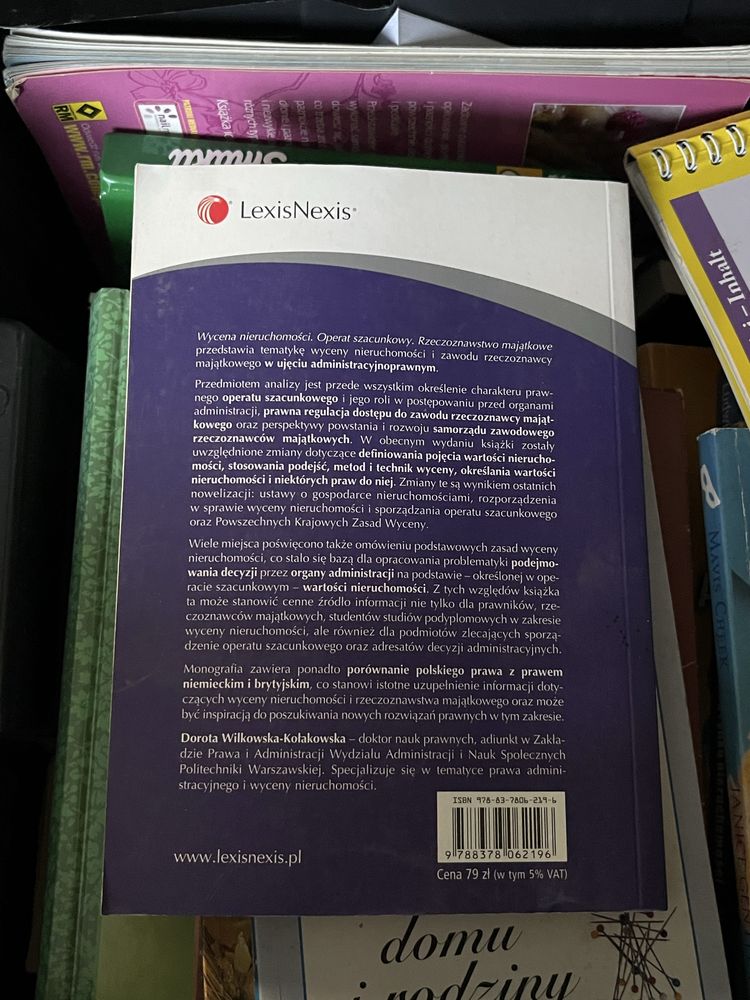 RM
WWW.rm.com
LexisNexis®
Wycena nieruchomości. Operat szacunkowy. Rzeczoznawstwo majątkowe
przedstawia tematykę wyceny nieruchomości i zawodu rzeczoznawcy
majątkowego w ujęciu administracyjnoprawnym.
Przedmiotem analizy jest przede wszystkim określenie charakteru praw-
nego operatu szacunkowego i jego roli w postępowaniu przed organami
administracji, prawna regulacja dostępu do zawodu rzeczoznawcy mająt-
kowego oraz perspektywy powstania i rozwoju samorządu zawodowego
rzeczoznawców majątkowych. W obecnym wydaniu książki zostały
uwzględnione zmiany dotyczące definiowania pojęcia wartości nierucho-
mości, stosowania podejść, metod i technik wyceny, określania wartości
nieruchomości i niektórych praw do niej. Zmiany te są wynikiem ostatnich
nowelizacji: ustawy o gospodarce nieruchomościami, rozporządzenia
w sprawie wyceny nieruchomości i sporządzania operatu szacunkowego
oraz Powszechnych Krajowych Zasad Wyceny.
Wiele miejsca poświęcono także omówieniu podstawowych zasad wyceny
nieruchomości, co stało się bazą dla opracowania problematyki podejmo-
wania decyzji przez organy administracji na podstawie – określonej w ope-
racie szacunkowym – wartości nieruchomości. Z tych względów książka
ta może stanowić cenne źródło informacji nie tylko dla prawników, rze-
czoznawców majątkowych, studentów studiów podyplomowych w zakresie
wyceny nieruchomości, ale również dla podmiotów zlecających sporzą-
dzenie operatu szacunkowego oraz adresatów decyzji administracyjnych.
Monografia zawiera ponadto porównanie polskiego prawa z prawem
niemieckim i brytyjskim, co stanowi istotne uzupełnienie informacji doty-
czących wyceny nieruchomości i rzeczoznawstwa majątkowego oraz może
być inspiracją do poszukiwania nowych rozwiązań prawnych w tym zakresie.
Dorota Wilkowska-Kołakowska – doktor nauk prawnych, adiunkt w Zakła-
dzie Prawa i Administracji Wydziału Administracji i Nauk Społecznych
Politechniki Warszawskiej. Specjalizuje się w tematyce prawa admini-
stracyjnego i wyceny nieruchomości.
ISBN 978-83-7806-219-6
9 788378 062196
www.lexisnexis.pl
Cena 79 zł (w tym 5% VAT)
– Inhalt
MAVIS CHEEK
domu
i rodziny